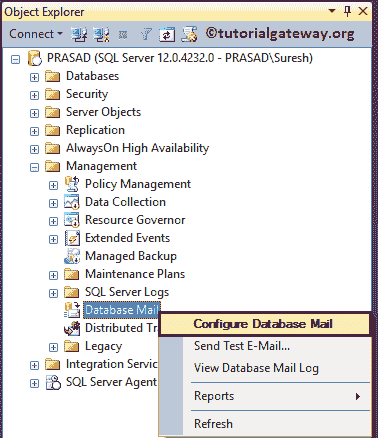 Object Explorer
Connect ©tutorialgateway.org
PRASAD (SQL Server 12.0.4232.0 - PRASAD\Suresh)
Databases
Security
Server Objects
Replication
AlwaysOn High Availability
Management
Policy Management
Data Collection
Resource Governor
Extended Events
Managed Backup
Maintenance Plans
SQL Server Logs
Database Mail
Configure Database Mail
Distributed Tr
Send Test E-Mail...
Legacy
View Database Mail Log
Integration Servic
SQL Server Agent
Reports
Refresh